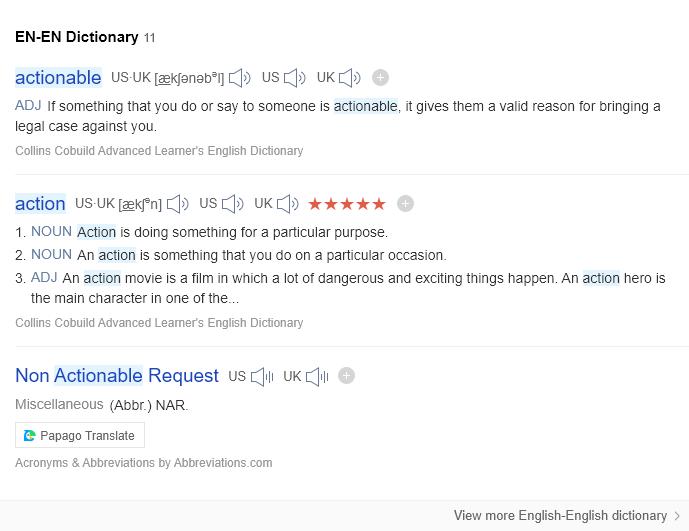 EN-EN Dictionary 11
actionable US·UK [ækʃənəbᵊl] US UK
ADJ If something that you do or say to someone is actionable, it gives them a valid reason for bringing a
legal case against you.
Collins Cobuild Advanced Learner's English Dictionary
action US·UK [ækʃᵊn] US UK ★★★★★
1. NOUN Action is doing something for a particular purpose.
2. NOUN An action is something that you do on a particular occasion.
3. ADJ An action movie is a film in which a lot of dangerous and exciting things happen. An action hero is
the main character in one of the...
Collins Cobuild Advanced Learner's English Dictionary
Non Actionable Request US UK
Miscellaneous (Abbr.) NAR.
Papago Translate
Acronyms & Abbreviations by Abbreviations.com
View more English-English dictionary >